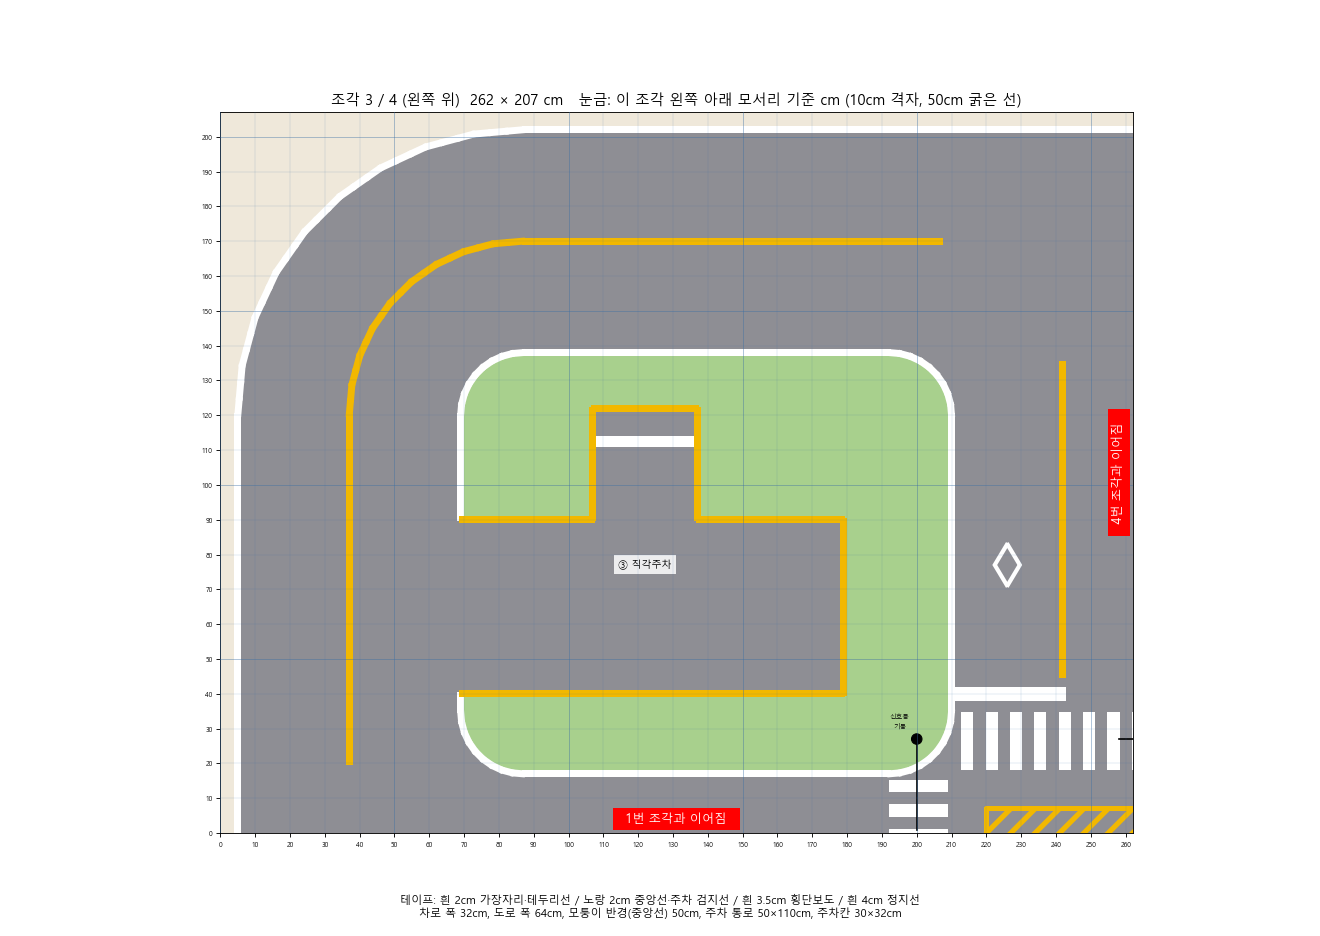 조각 3 / 4 (왼쪽 위)  262 × 207 cm   눈금: 이 조각 왼쪽 아래 모서리 기준 cm (10cm 격자, 50cm 굵은 선)
200
190
180
170
160
150
140
130
120
110
100
90
80
70
60
50
40
30
20
10
0
4번 조각과 이어짐
③ 직각주차
신호등
기둥
1번 조각과 이어짐
0 10 20 30 40 50 60 70 80 90 100 110 120 130 140 150 160 170 180 190 200 210 220 230 240 250 260
테이프: 흰 2cm 가장자리·테두리선 / 노랑 2cm 중앙선·주차 검지선 / 흰 3.5cm 횡단보도 / 흰 4cm 정지선
차로 폭 32cm, 도로 폭 64cm, 모퉁이 반경(중앙선) 50cm, 주차 통로 50×110cm, 주차칸 30×32cm